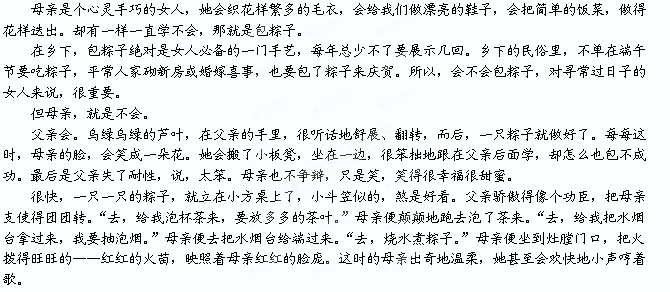 母亲是个心灵手巧的女人，她会织花样繁多的毛衣，会给我们做漂亮的鞋子，会把简单的饭菜，做得
花样迭出。却有一样一直学不会，那就是包粽子。
在乡下，包粽子绝对是女人必备的一门手艺，每年总少不了要展示几回。乡下的民俗里，不单在端午
节要吃粽子，平常人家砌新房或婚嫁喜事，也要包了粽子来庆贺。所以，会不会包粽子，对寻常过日子的
女人来说，很重要。
但母亲，就是不会。
父亲会。乌绿乌绿的芦叶，在父亲的手里，很听话地舒展、翻转，而后，一只粽子就做好了。每每这
时，母亲的脸，会笑成一朵花。她会搬了小板凳，坐在一边，很笨拙地跟在父亲后面学，却怎么也包不成
功。最后是父亲失了耐性，说，太笨。母亲也不争辩，只是笑，笑得很幸福很甜蜜。
很快，一只一只的粽子，就立在小方桌上了，小斗笠似的，煞是好看。父亲骄傲得像个功臣，把母亲
支使得团团转。“去，给我泡杯茶来，要放多多的茶叶。”母亲便颠颠地跑去泡了茶来。“去，给我把水烟
台拿过来，我要抽泡烟。”母亲便去把水烟台给端过来。“去，烧水煮粽子。”母亲便坐到灶膛门口，把火
拨得旺旺的——红红的火苗，映照着母亲红红的脸庞。这时的母亲出奇地温柔，她甚至会欢快地小声哼着
歌。